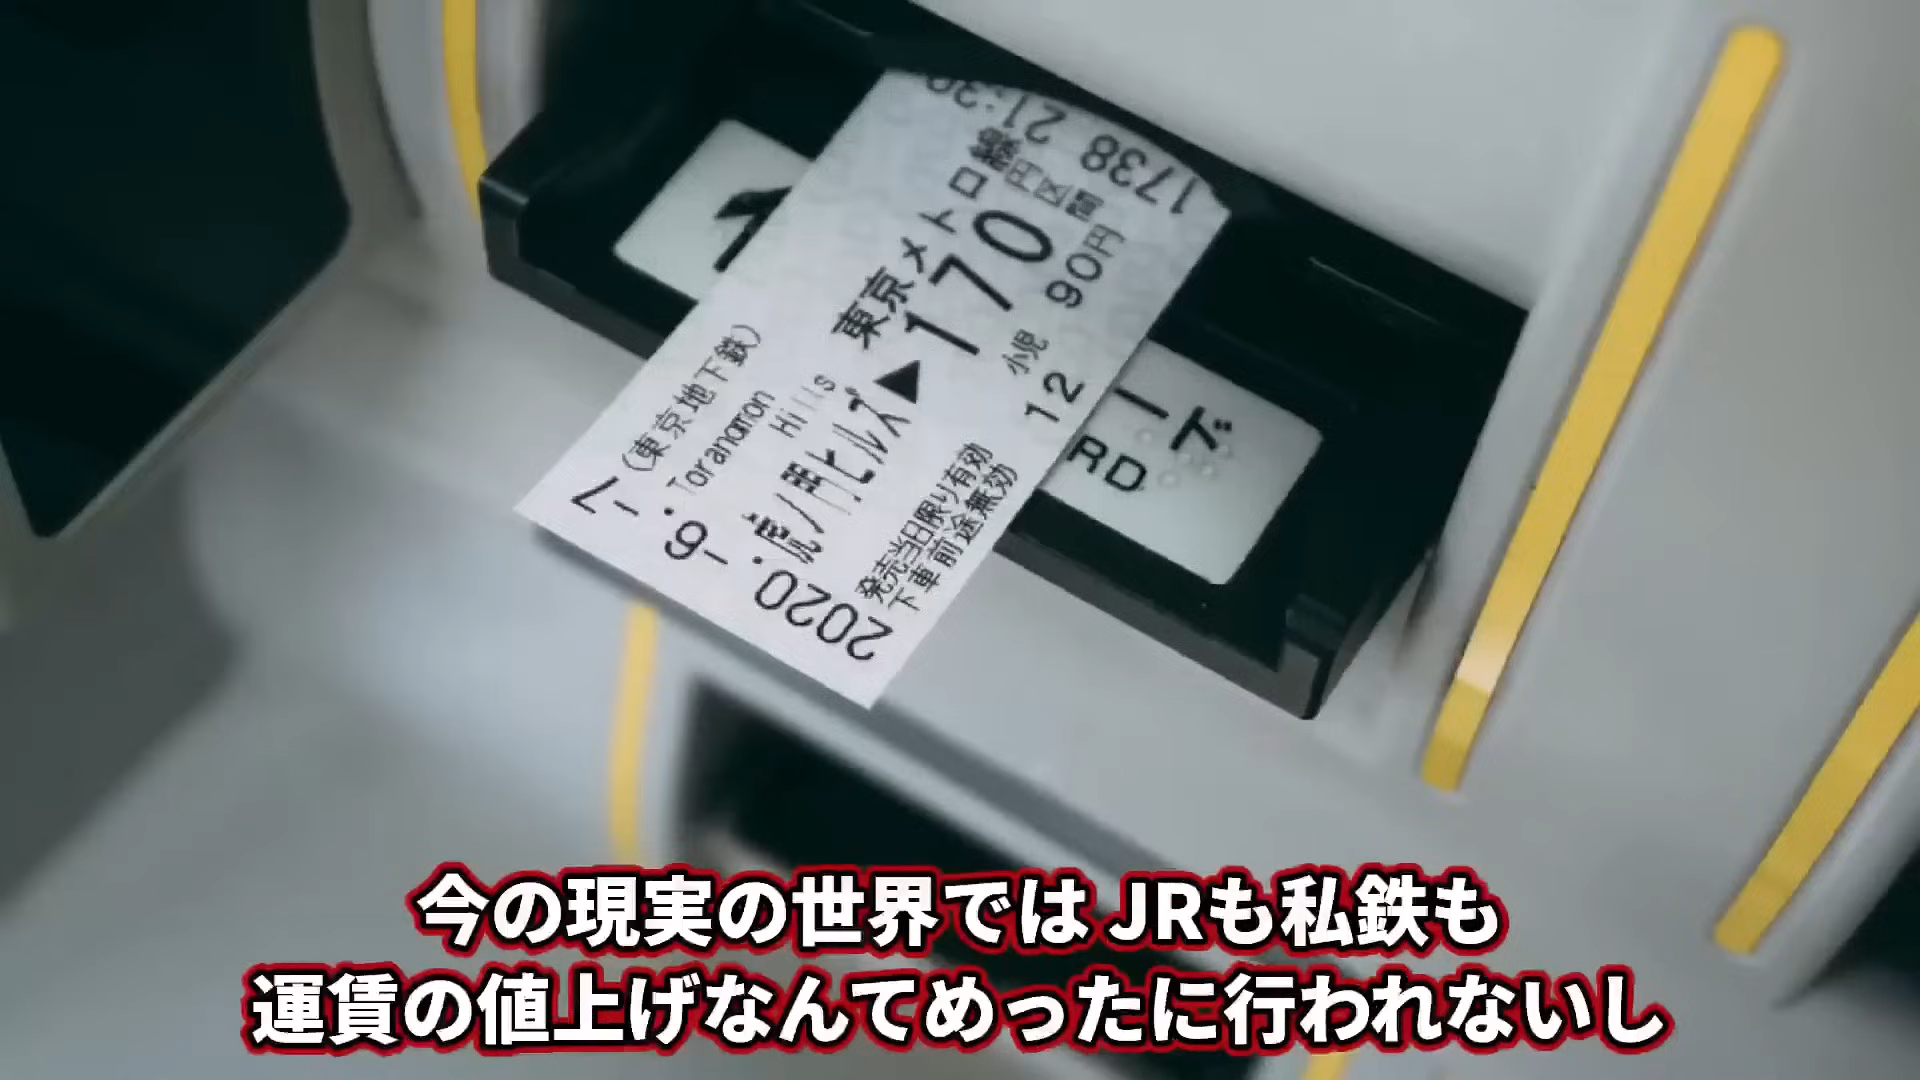 (東京地下鉄)
2020.-6.-7
Toranomon Hills
虎ノ門ヒルズ▶
東京メトロ線
170円区間
小児 90円
発売当日限り有効
下車前途無効
12
1738 21:39
RD
今の現実の世界では JRも私鉄も
運賃の値上げなんてめったに行われないし